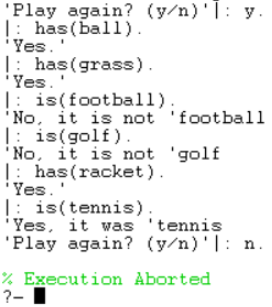 'Play again? (y/n)'|: y.
|: has(ball).
'Yes.'
|: has(grass).
'Yes.'
|: is(football).
'No, it is not 'football
|: is(golf).
'No, it is not 'golf
|: has(racket).
'Yes.'
|: is(tennis).
'Yes, it was 'tennis
'Play again? (y/n)'|: n.
% Execution Aborted
?-